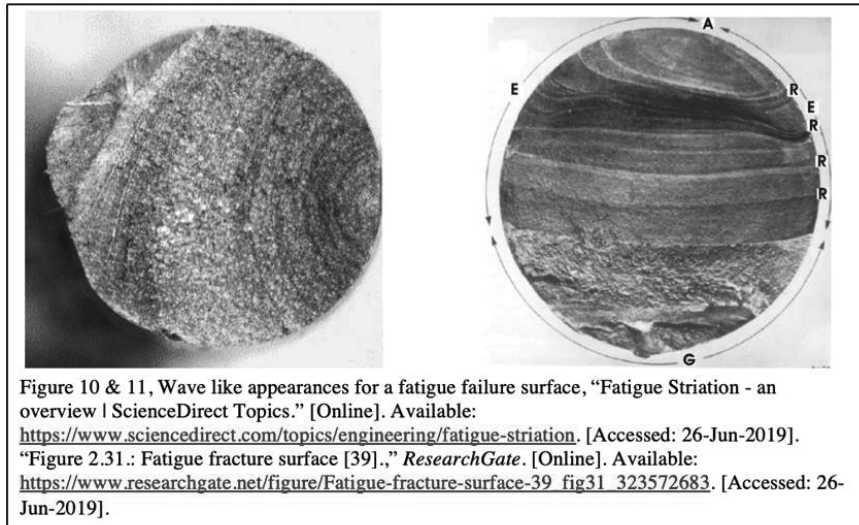 A
E
R
E
R
R
R
G
Figure 10 & 11, Wave like appearances for a fatigue failure surface, “Fatigue Striation - an
overview | ScienceDirect Topics.” [Online]. Available:
https://www.sciencedirect.com/topics/engineering/fatigue-striation. [Accessed: 26-Jun-2019].
“Figure 2.31.: Fatigue fracture surface [39].,” ResearchGate. [Online]. Available:
https://www.researchgate.net/figure/Fatigue-fracture-surface-39_fig31_323572683. [Accessed: 26-
Jun-2019].